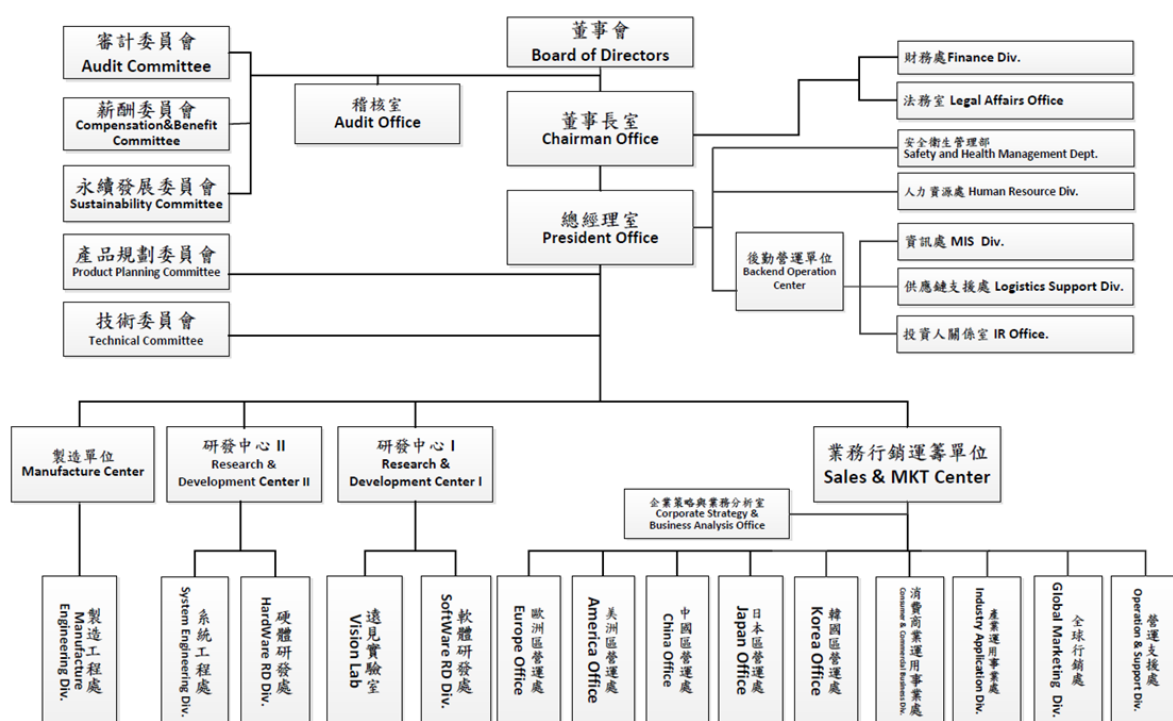 審計委員會
Audit Committee
薪酬委員會
Compensation&Benefit
Committee
永續發展委員會
Sustainability Committee
產品規劃委員會
Product Planning Committee
技術委員會
Technical Committee
稽核室
Audit Office
董事會
Board of Directors
董事長室
Chairman Office
總經理室
President Office
財務處Finance Div.
法務室 Legal Affairs Office
安全衛生管理部
Safety and Health Management Dept.
人力資源處 Human Resource Div.
後勤營運單位
Backend Operation
Center
資訊處 MIS Div.
供應鏈支援處 Logistics Support Div.
投資人關係室 IR Office.
製造單位
Manufacture Center
研發中心 II
Research &
Development Center II
研發中心 I
Research &
Development Center I
業務行銷運籌單位
Sales & MKT Center
企業策略與業務分析室
Corporate Strategy &
Business Analysis Office
製造工程處
Manufacture
Engineering Div.
系統工程處
System Engineering Div.
硬體研發處
HardWare RD Div.
遠見實驗室
Vision Lab
軟體研發處
SoftWare RD Div.
歐洲區營運處
Europe Office
美洲區營運處
America Office
中國區營運處
China Office
日本區營運處
Japan Office
韓國區營運處
Korea Office
消費商業運用事業處
Consumer & Commercial Business Div.
產業運用事業處
Industry Application Div.
全球行銷處
Global Marketing Div.
營運支援處
Operation & Support Div.